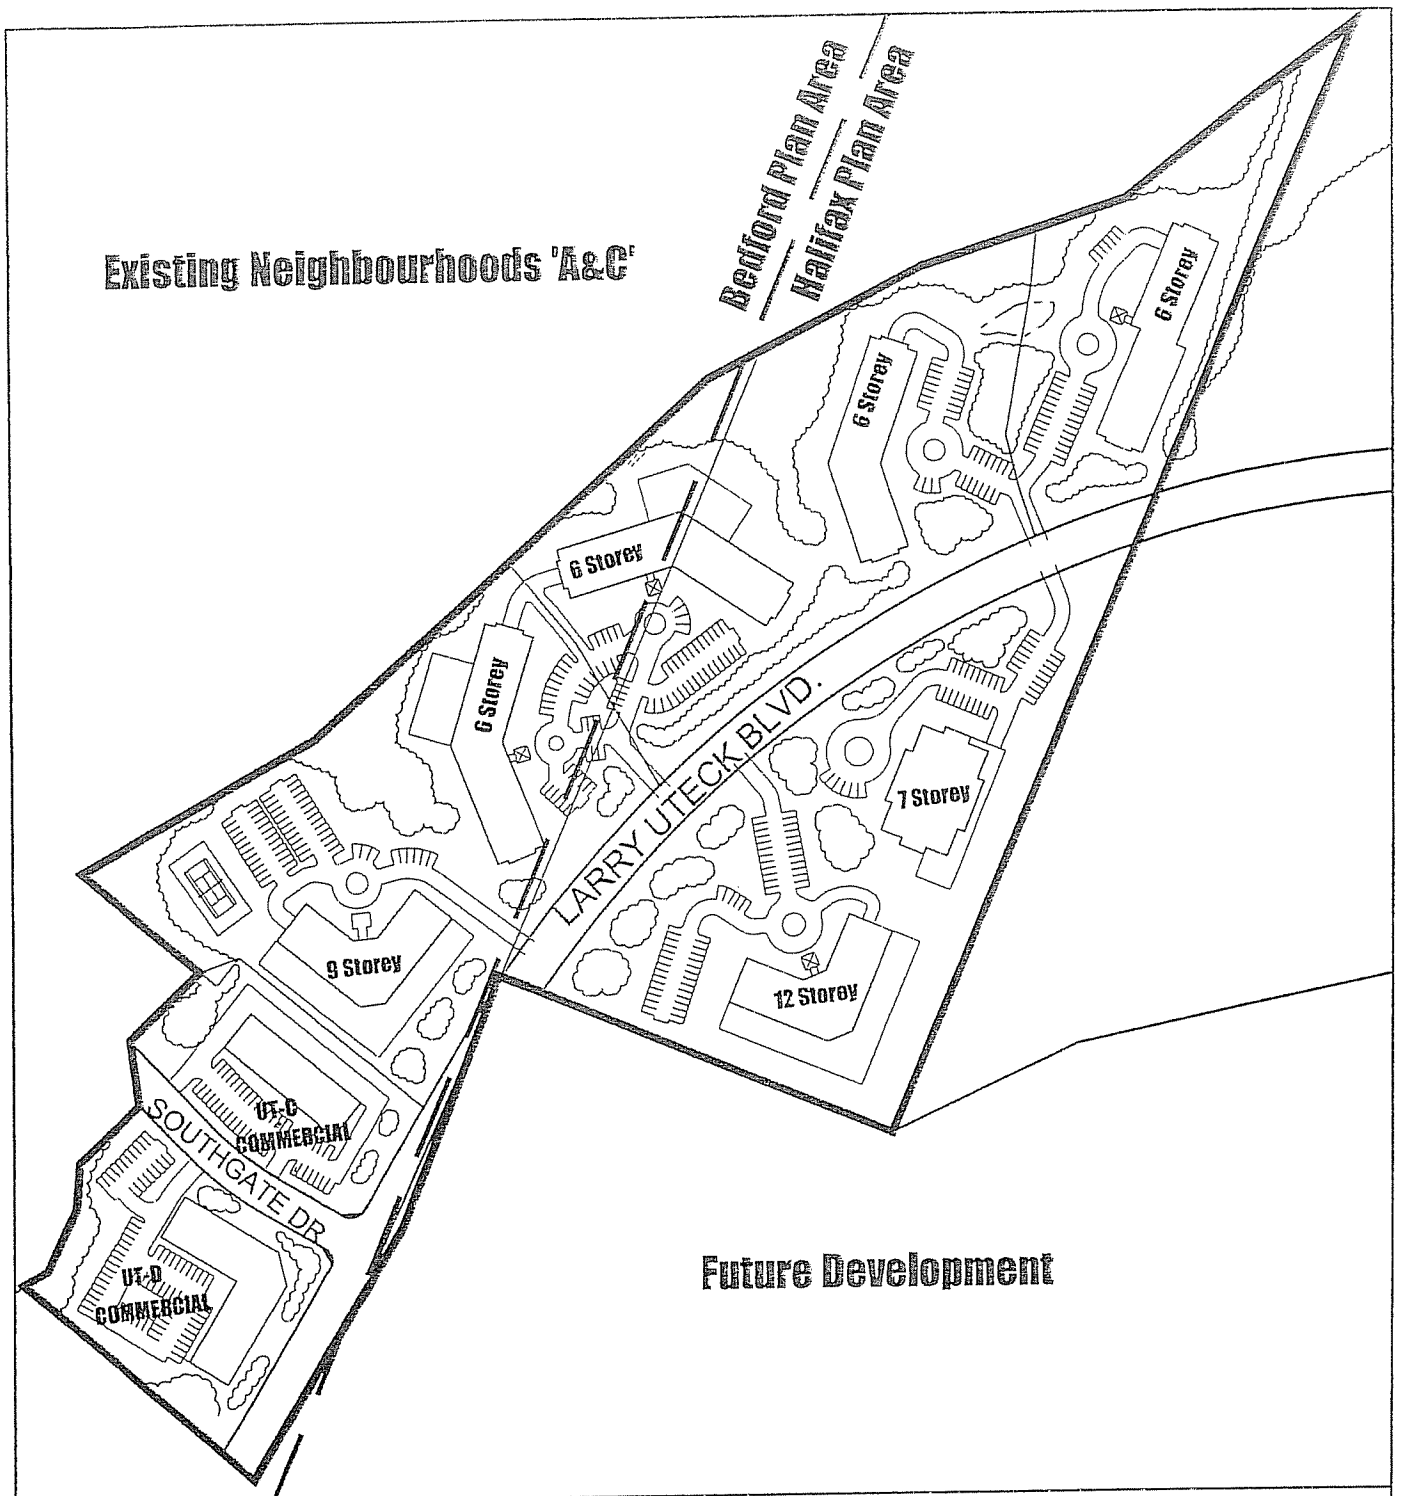 Bedford Plan Area
Halifax Plan Area
Existing Neighbourhoods 'A&C'
6 Storey
6 Storey
6 Storey
6 Storey
LARRY UTECK BLVD.
7 Storey
9 Storey
12 Storey
UT-C
COMMERCIAL
SOUTHGATE DR
UT-D
COMMERCIAL
Future Development